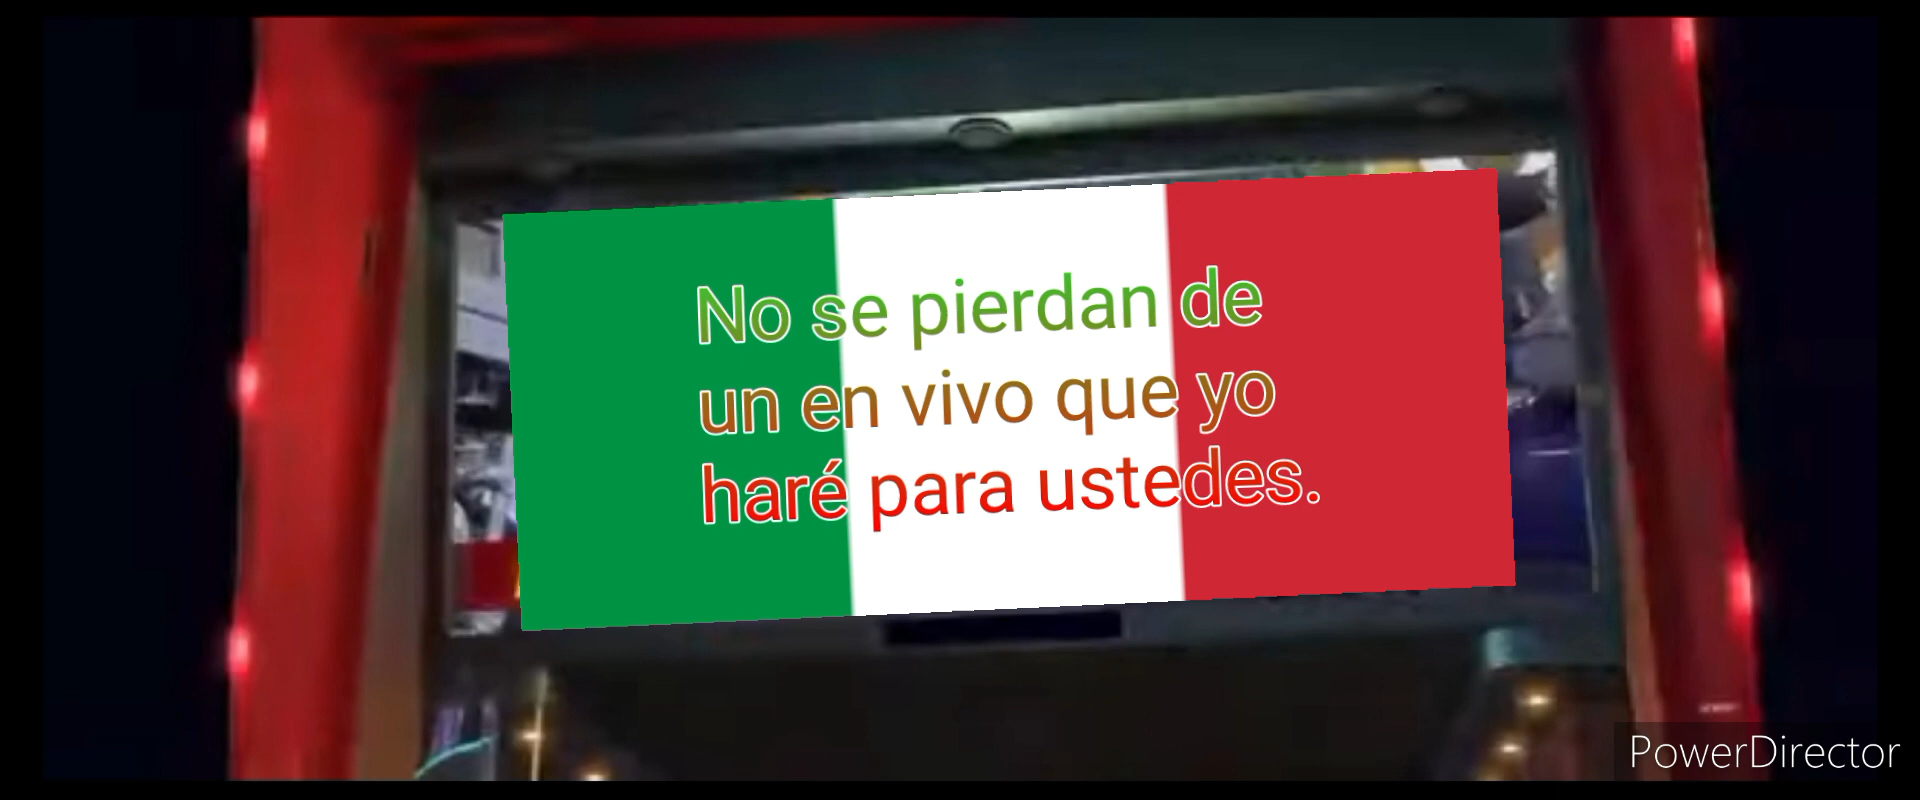 No se pierdan de
un en vivo que yo
haré para ustedes.
PowerDirector